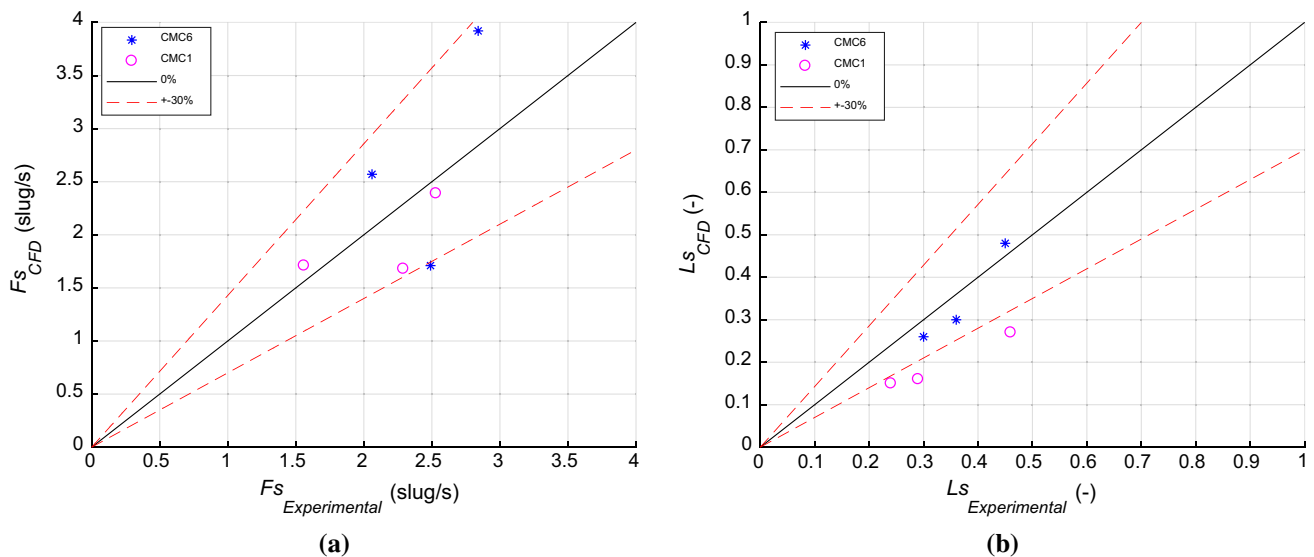 CMC6
CMC1
0%
+-30%
4
3.5
3
2.5
2
1.5
1
0.5
0
Fs_CFD (slug/s)
0 0.5 1 1.5 2 2.5 3 3.5 4
Fs_Experimental (slug/s)
(a)
CMC6
CMC1
0%
+-30%
1
0.9
0.8
0.7
0.6
0.5
0.4
0.3
0.2
0.1
0
Ls_CFD (-)
0 0.1 0.2 0.3 0.4 0.5 0.6 0.7 0.8 0.9 1
Ls_Experimental (-)
(b)